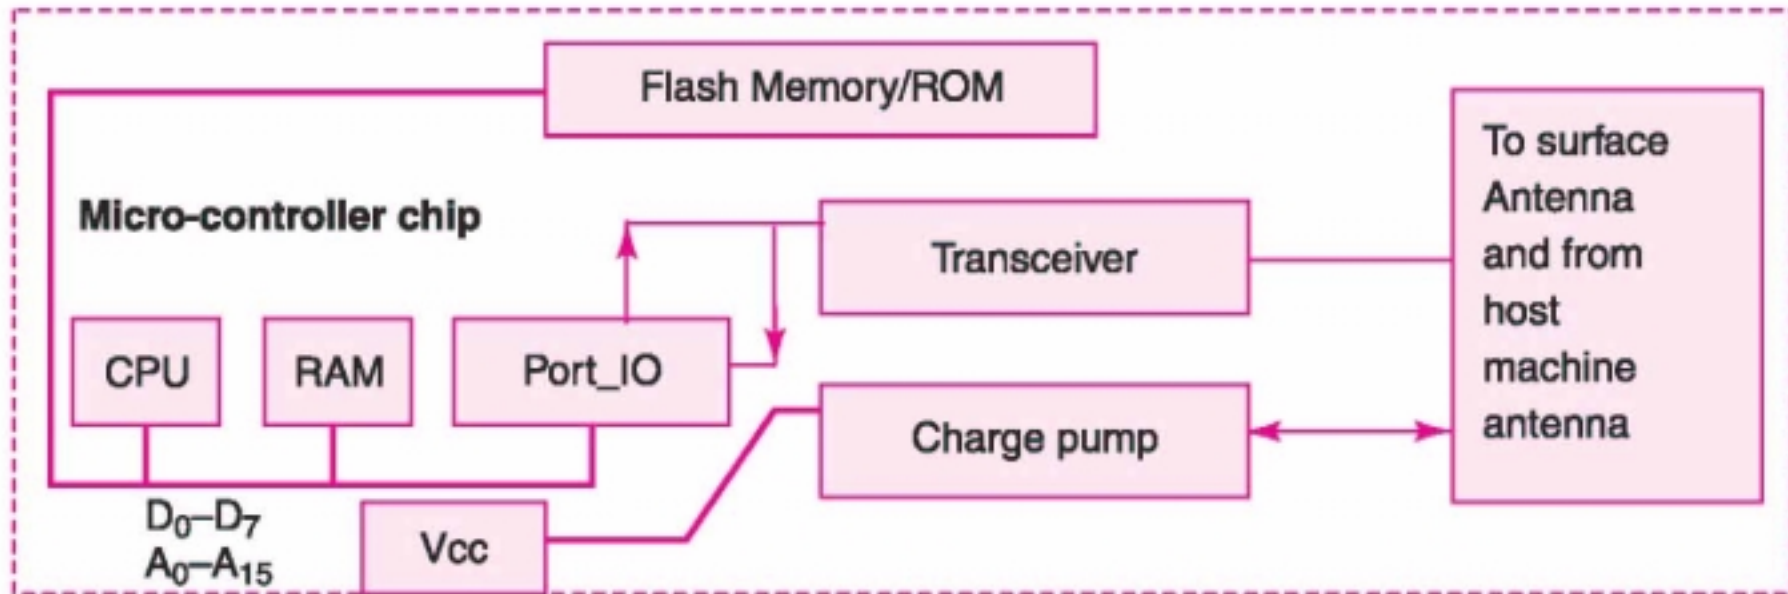 Flash Memory/ROM
To surface
Antenna
and from
host
machine
antenna
Micro-controller chip
Transceiver
CPU
RAM
Port_IO
Charge pump
D₀–D₇
A₀–A₁₅
Vcc